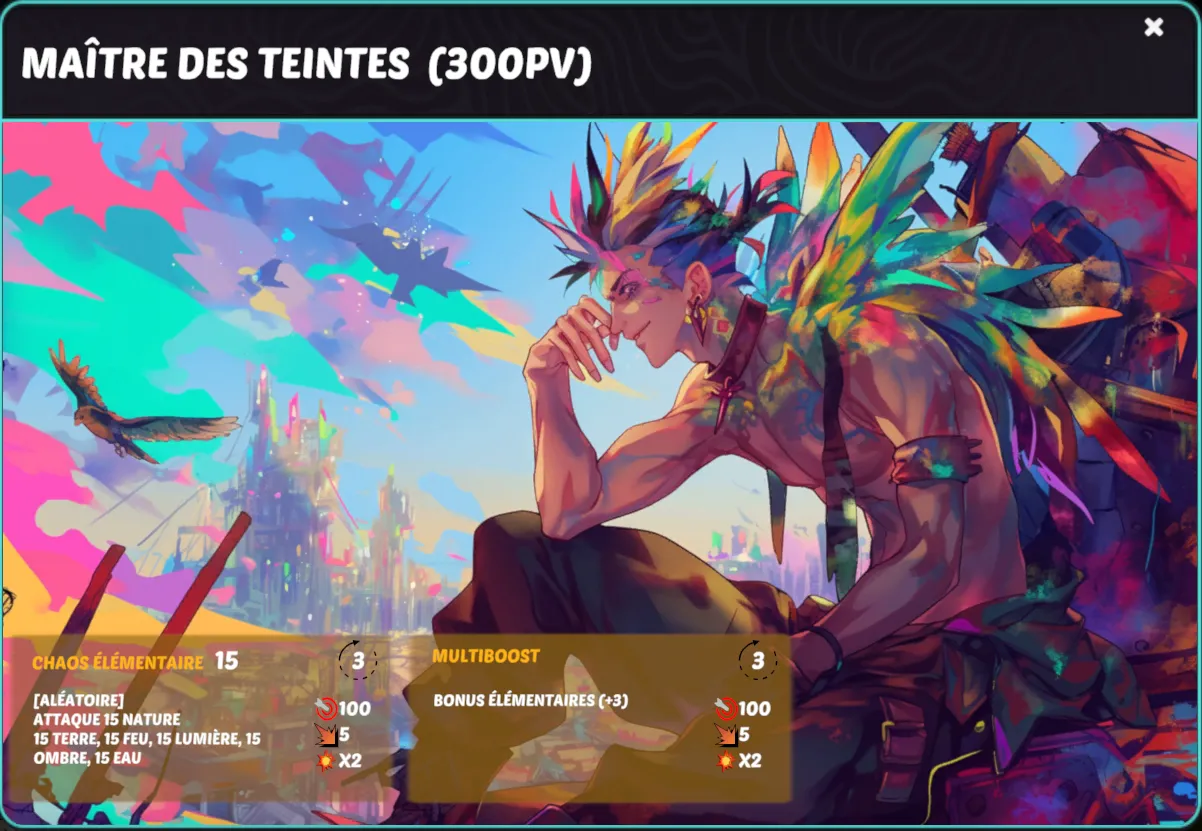 MAÎTRE DES TEINTES (300PV)
CHAOS ÉLÉMENTAIRE 15
3
[ALÉATOIRE]
ATTAQUE 15 NATURE
15 TERRE, 15 FEU, 15 LUMIÈRE, 15
OMBRE, 15 EAU
100
5
X2
MULTIBOOST
3
BONUS ÉLÉMENTAIRES (+3)
100
5
X2